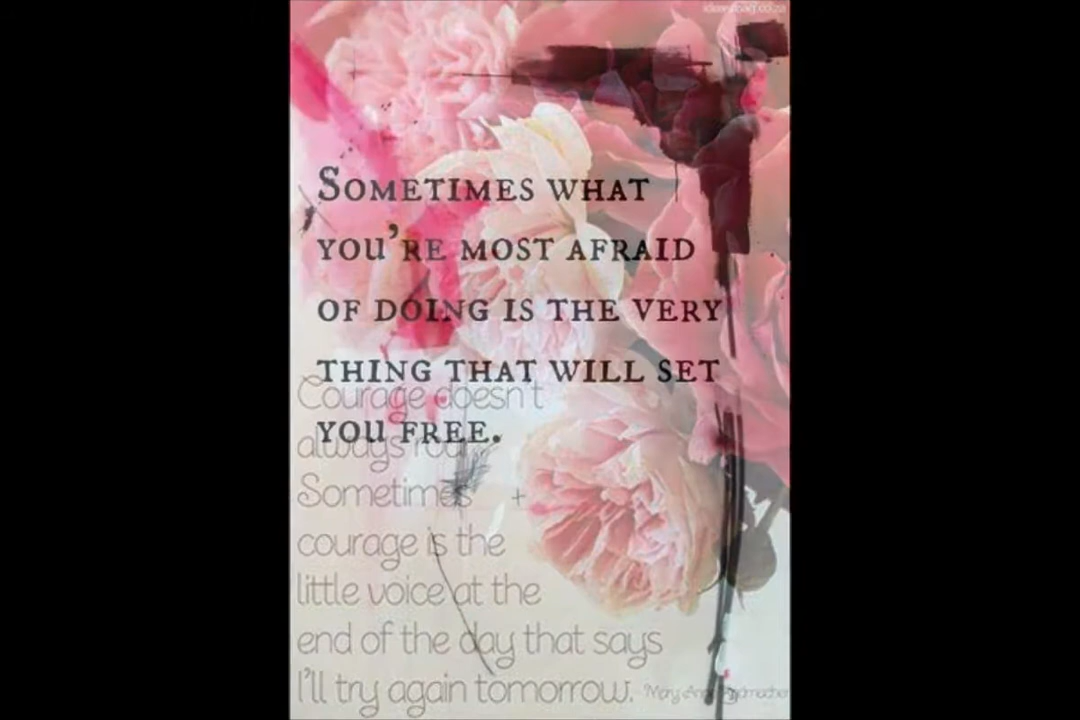 Sometimes what
you're most afraid
of doing is the very
thing that will set
you free.
Courage doesn't
always roar.
Sometimes
courage is the
little voice at the
end of the day that says
I'll try again tomorrow. Mary Anne